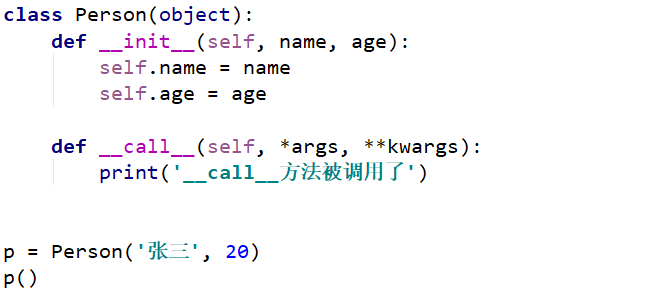 class Person(object):
    def __init__(self, name, age):
        self.name = name
        self.age = age
    def __call__(self, *args, **kwargs):
        print('__call__方法被调用了')
p = Person('张三', 20)
p()